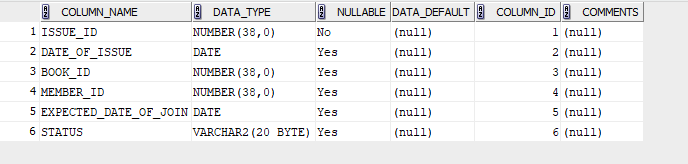 COLUMN_NAME DATA_TYPE NULLABLE DATA_DEFAULT COLUMN_ID COMMENTS
1 ISSUE_ID NUMBER(38,0) No (null) 1 (null)
2 DATE_OF_ISSUE DATE Yes (null) 2 (null)
3 BOOK_ID NUMBER(38,0) Yes (null) 3 (null)
4 MEMBER_ID NUMBER(38,0) Yes (null) 4 (null)
5 EXPECTED_DATE_OF_JOIN DATE Yes (null) 5 (null)
6 STATUS VARCHAR2(20 BYTE) Yes (null) 6 (null)